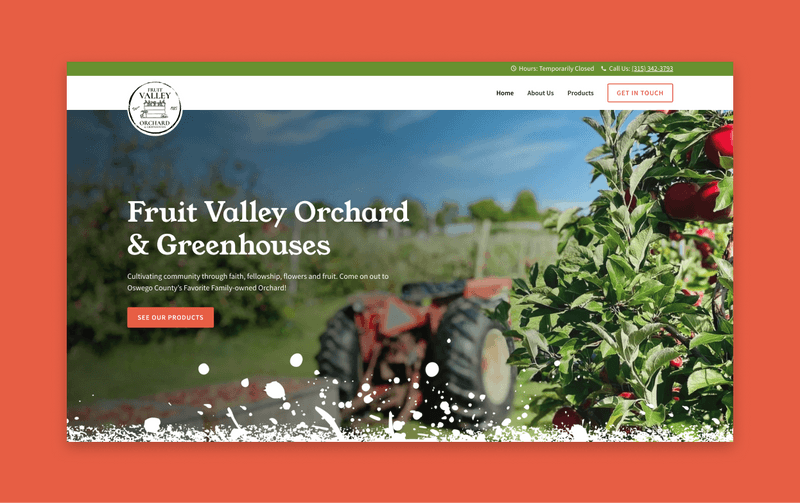 Hours: Temporarily Closed Call Us: (315) 342-3793
FRUIT
VALLEY
ORCHARD
Home About Us Products GET IN TOUCH
Fruit Valley Orchard
& Greenhouses
Cultivating community through faith, fellowship, flowers and fruit. Come on out to
Oswego County's Favorite Family-owned Orchard!
SEE OUR PRODUCTS